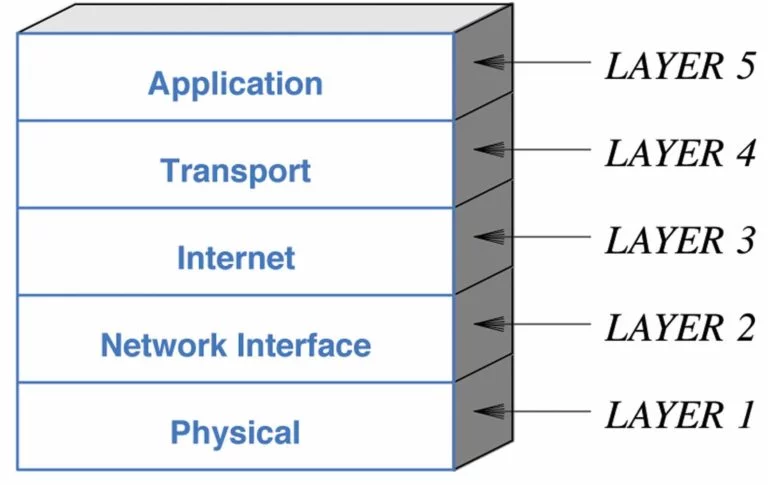 Application
LAYER 5
Transport
LAYER 4
Internet
LAYER 3
Network Interface
LAYER 2
Physical
LAYER 1